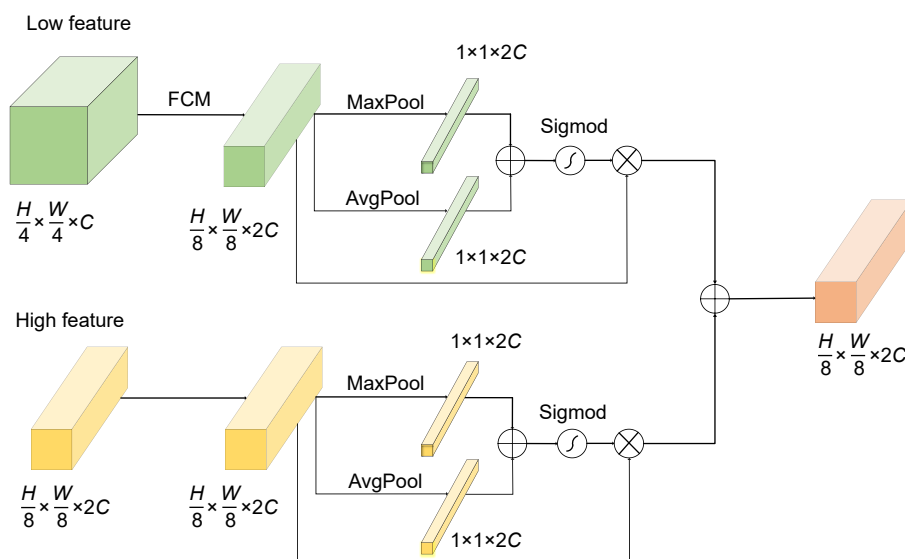 Low feature
1×1×2C
FCM
MaxPool
Sigmod
AvgPool
H/4 × W/4 ×C
H/8 × W/8 ×2C
1×1×2C
High feature
1×1×2C
H/8 × W/8 ×2C
MaxPool
Sigmod
AvgPool
H/8 × W/8 ×2C
H/8 × W/8 ×2C
1×1×2C